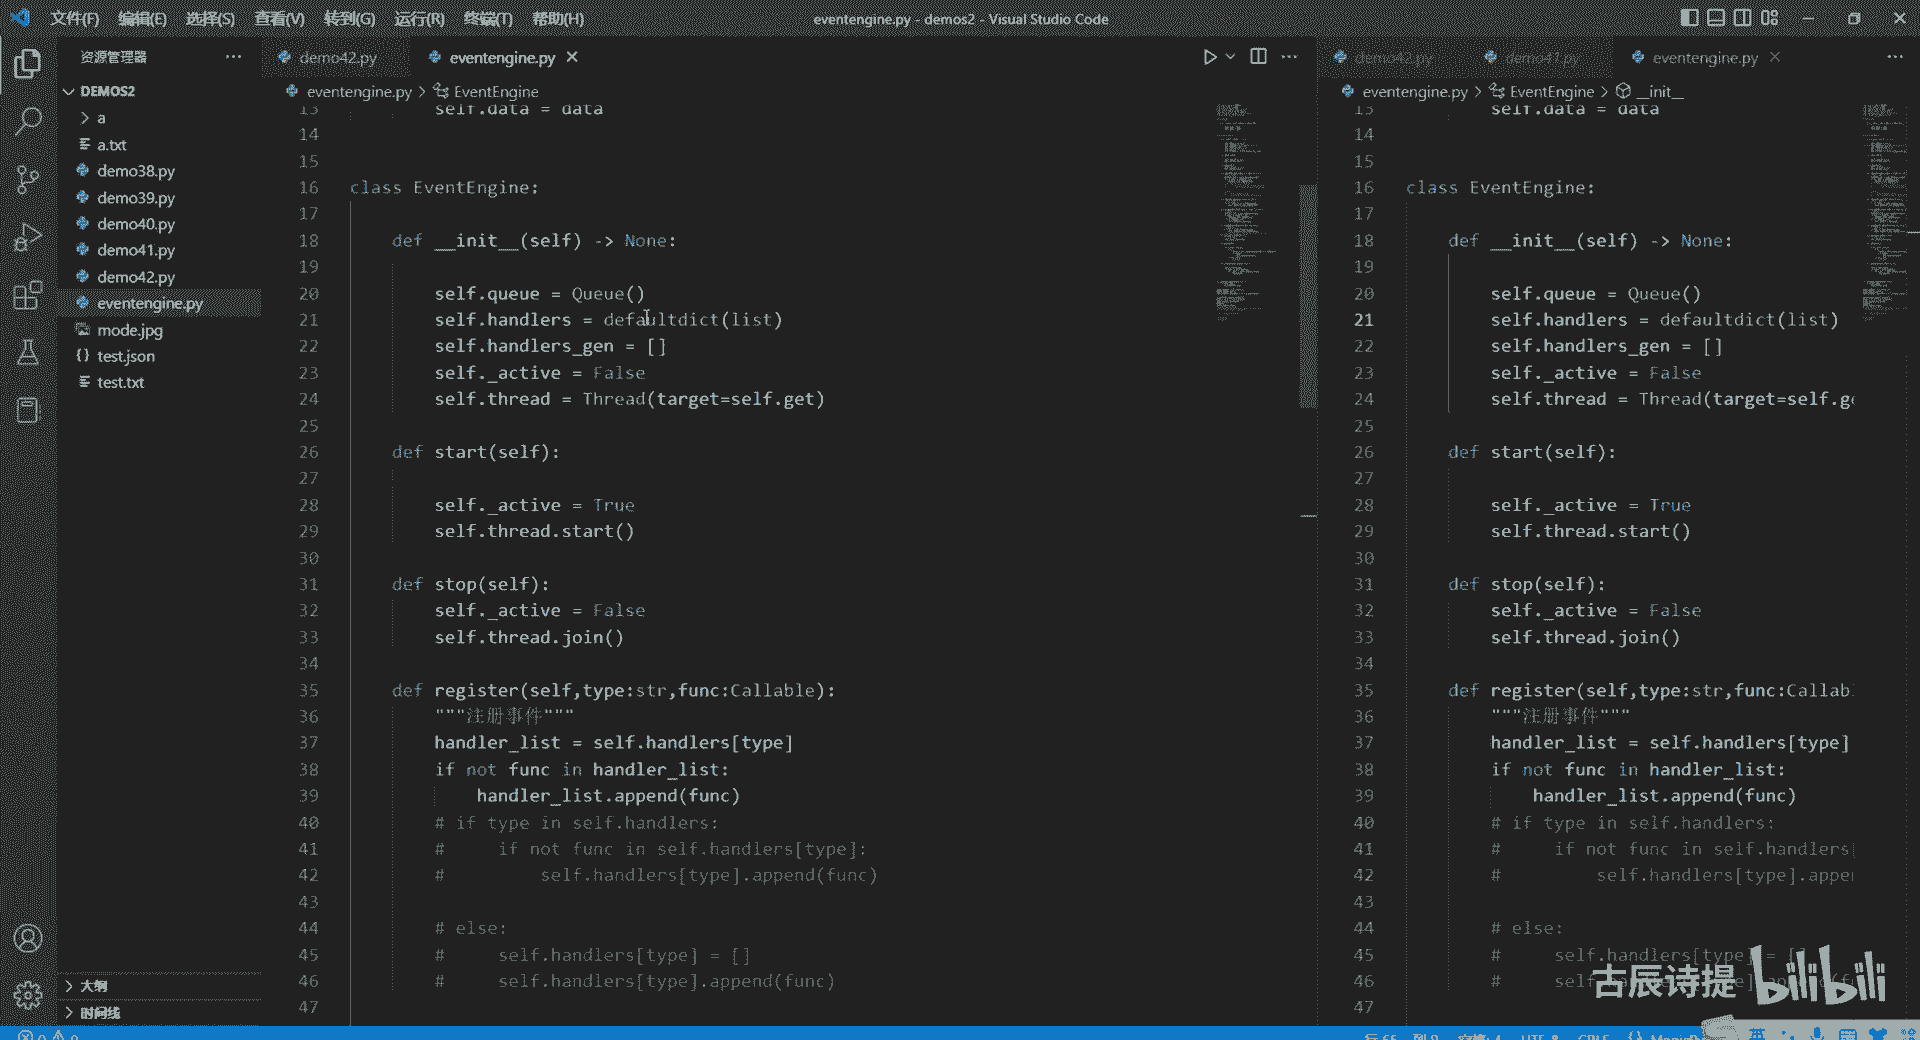 文件(F) 编辑(E) 选择(S) 查看(V) 转到(G) 运行(R) 终端(T) 帮助(H)
eventengine.py - demos2 - Visual Studio Code
资源管理器
DEMOS2
a
a.txt
demo38.py
demo39.py
demo40.py
demo41.py
demo42.py
eventengine.py
mode.jpg
test.json
test.txt
大纲
时间线
demo42.py eventengine.py
eventengine.py > EventEngine
13 self.data = data
14
15
16 class EventEngine:
17
18 def __init__(self) -> None:
19
20 self.queue = Queue()
21 self.handlers = defaultdict(list)
22 self.handlers_gen = []
23 self._active = False
24 self.thread = Thread(target=self.get)
25
26 def start(self):
27
28 self._active = True
29 self.thread.start()
30
31 def stop(self):
32 self._active = False
33 self.thread.join()
34
35 def register(self,type:str,func:Callable):
36 """注册事件"""
37 handler_list = self.handlers[type]
38 if not func in handler_list:
39 handler_list.append(func)
40 # if type in self.handlers:
41 # if not func in self.handlers[type]:
42 # self.handlers[type].append(func)
43
44 # else:
45 # self.handlers[type] = []
46 # self.handlers[type].append(func)
47
demo42.py demo41.py eventengine.py
eventengine.py > EventEngine > __init__
13 self.data = data
14
15
16 class EventEngine:
17
18 def __init__(self) -> None:
19
20 self.queue = Queue()
21 self.handlers = defaultdict(list)
22 self.handlers_gen = []
23 self._active = False
24 self.thread = Thread(target=self.ge
25
26 def start(self):
27
28 self._active = True
29 self.thread.start()
30
31 def stop(self):
32 self._active = False
33 self.thread.join()
34
35 def register(self,type:str,func:Callab
36 """注册事件"""
37 handler_list = self.handlers[type]
38 if not func in handler_list:
39 handler_list.append(func)
40 # if type in self.handlers:
41 # if not func in self.handlers[
42 # self.handlers[type].appe
43
44 # else:
45 # self.handlers[type] = []
46 #
47
古辰诗提 bilibili
英